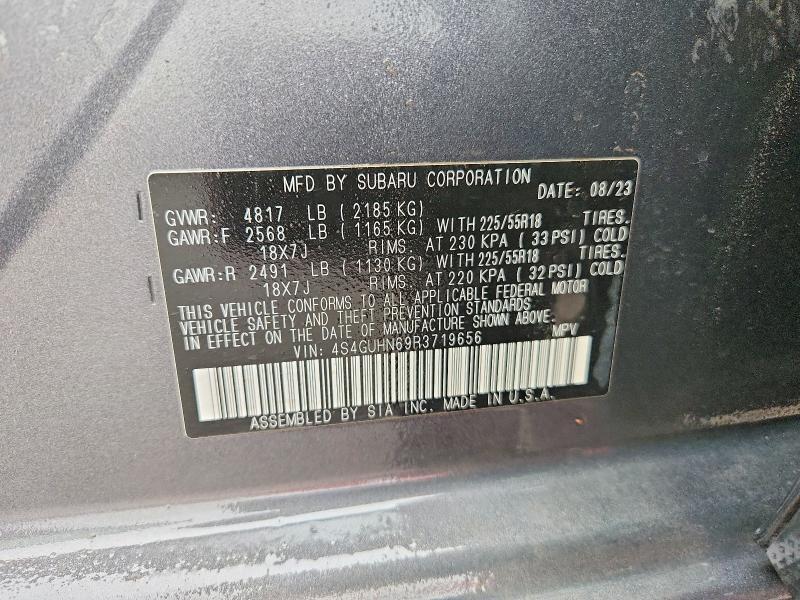 MFD BY SUBARU CORPORATION DATE: 08/23
GVWR: 4817 LB (2185 KG)
GAWR:F 2568 LB (1165 KG) WITH 225/55R18 TIRES.
18X7J RIMS. AT 230 KPA (33 PSI) COLD
GAWR:R 2491 LB (1130 KG) WITH 225/55R18 TIRES.
18X7J RIMS. AT 220 KPA (32 PSI) COLD
THIS VEHICLE CONFORMS TO ALL APPLICABLE FEDERAL MOTOR
VEHICLE SAFETY AND THEFT PREVENTION STANDARDS
IN EFFECT ON THE DATE OF MANUFACTURE SHOWN ABOVE.
VIN: 4S4GUHN69R3719656 MPV
ASSEMBLED BY SIA INC. MADE IN U.S.A.